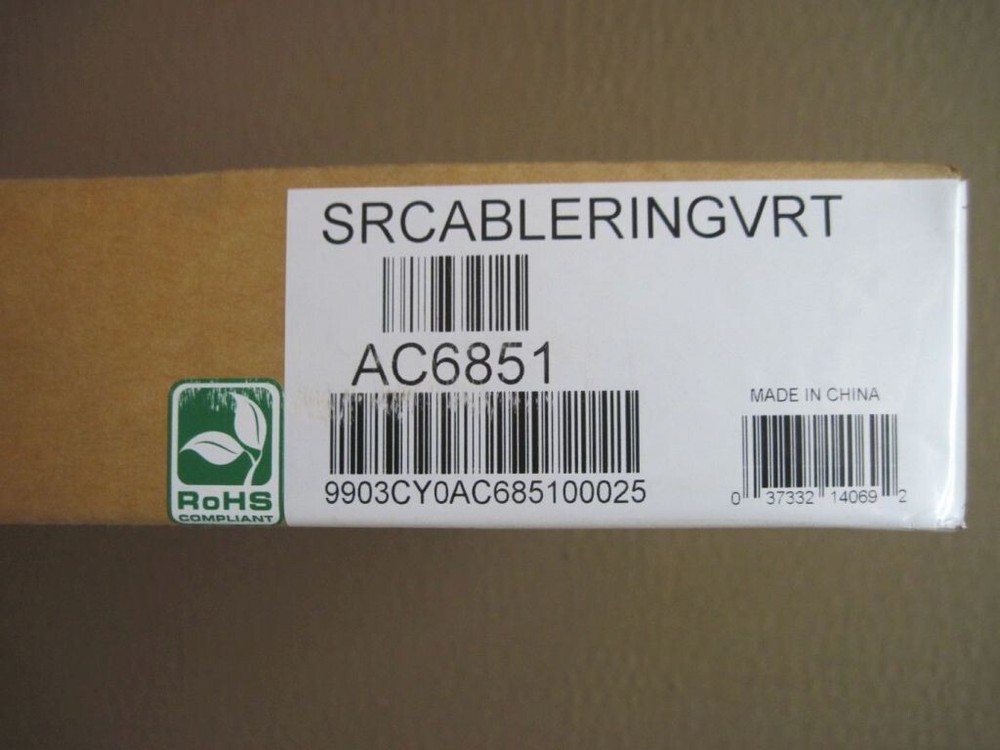 SRCABLERINGVRT
AC6851
9903CY0AC685100025
MADE IN CHINA
0 37332 14069 2
RoHS
COMPLIANT